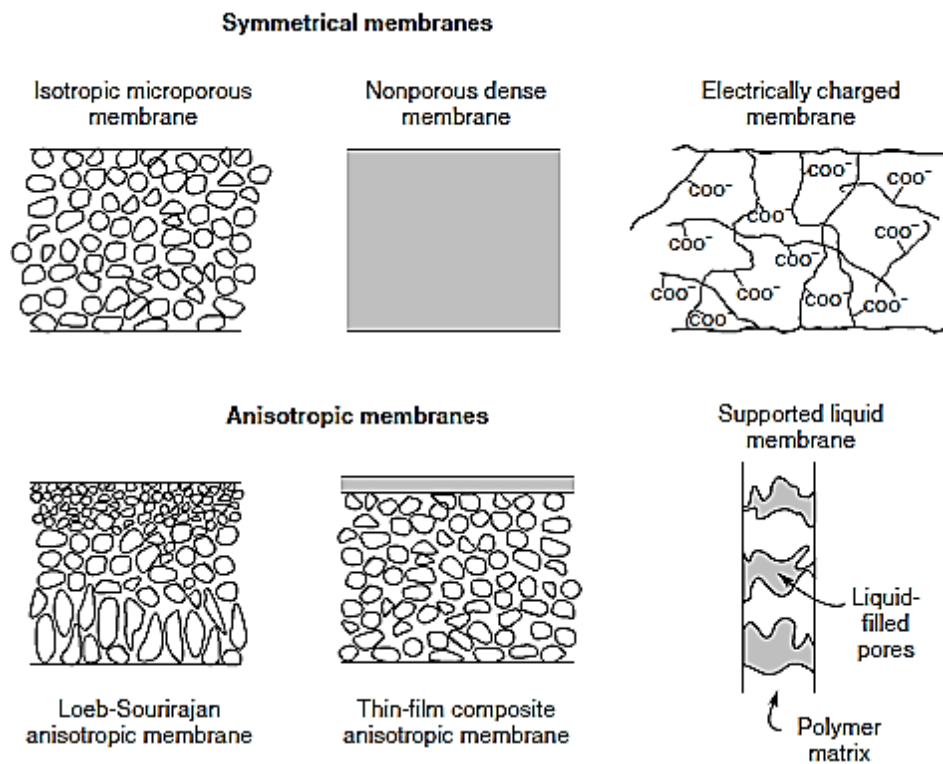 Symmetrical membranes
Isotropic microporous
membrane
Nonporous dense
membrane
Electrically charged
membrane
COO⁻
COO⁻
COO⁻
COO⁻
COO⁻
COO⁻
COO⁻
COO⁻
COO⁻
COO⁻
COO⁻
COO⁻
Anisotropic membranes
Supported liquid
membrane
Liquid-
filled
pores
Loeb-Sourirajan
anisotropic membrane
Thin-film composite
anisotropic membrane
Polymer
matrix